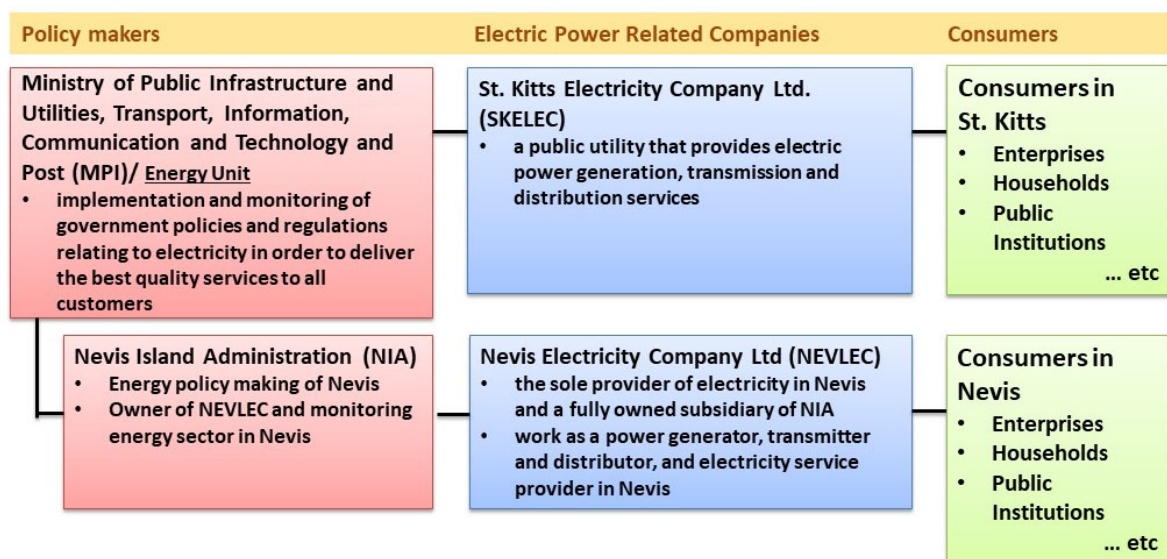 Policy makers
Electric Power Related Companies
Consumers
Ministry of Public Infrastructure and
Utilities, Transport, Information,
Communication and Technology and
Post (MPI)/ Energy Unit
• implementation and monitoring of
government policies and regulations
relating to electricity in order to deliver
the best quality services to all
customers
St. Kitts Electricity Company Ltd.
(SKELEC)
• a public utility that provides electric
power generation, transmission and
distribution services
Consumers in
St. Kitts
• Enterprises
• Households
• Public
Institutions
... etc
Nevis Island Administration (NIA)
• Energy policy making of Nevis
• Owner of NEVLEC and monitoring
energy sector in Nevis
Nevis Electricity Company Ltd (NEVLEC)
• the sole provider of electricity in Nevis
and a fully owned subsidiary of NIA
• work as a power generator, transmitter
and distributor, and electricity service
provider in Nevis
Consumers in
Nevis
• Enterprises
• Households
• Public
Institutions
... etc